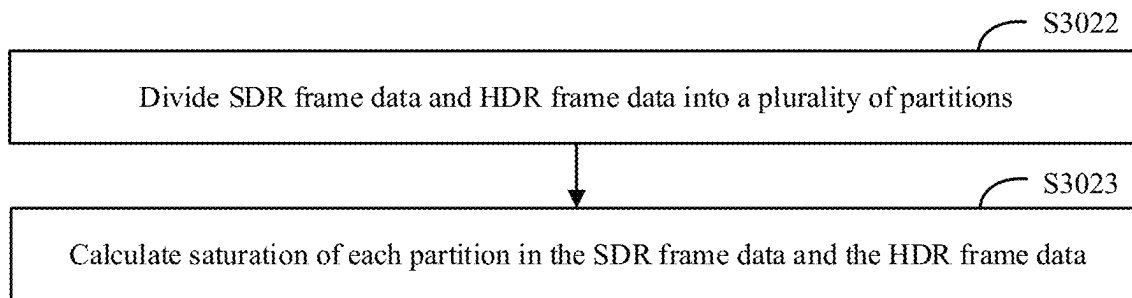 S3022
Divide SDR frame data and HDR frame data into a plurality of partitions
S3023
Calculate saturation of each partition in the SDR frame data and the HDR frame data